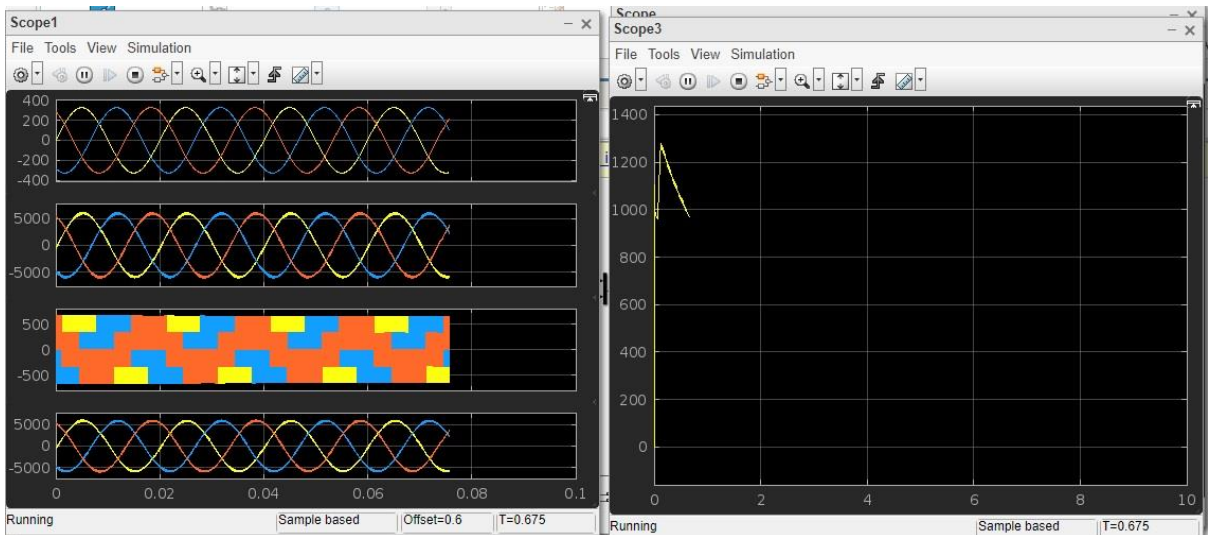 Scope1
File Tools View Simulation
400
200
0
-200
-400
5000
0
-5000
500
0
-500
5000
0
-5000
0 0.02 0.04 0.06 0.08 0.1
Running Sample based Offset=0.6 T=0.675
Scope
Scope3
File Tools View Simulation
1400
1200
1000
800
600
400
200
0
0 2 4 6 8 10
Running Sample based T=0.675